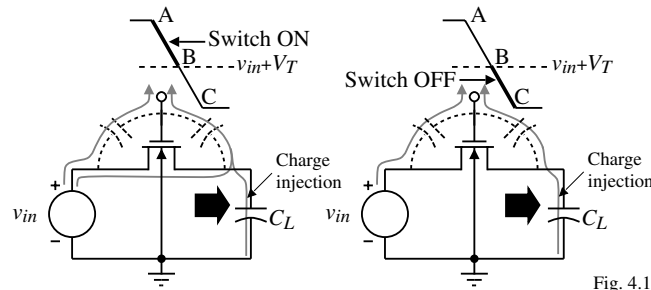 A
Switch ON
B
v_in+V_T
C
Charge
injection
+
v_in
−
C_L
A
B
v_in+V_T
Switch OFF
C
Charge
injection
+
v_in
−
C_L
Fig. 4.1